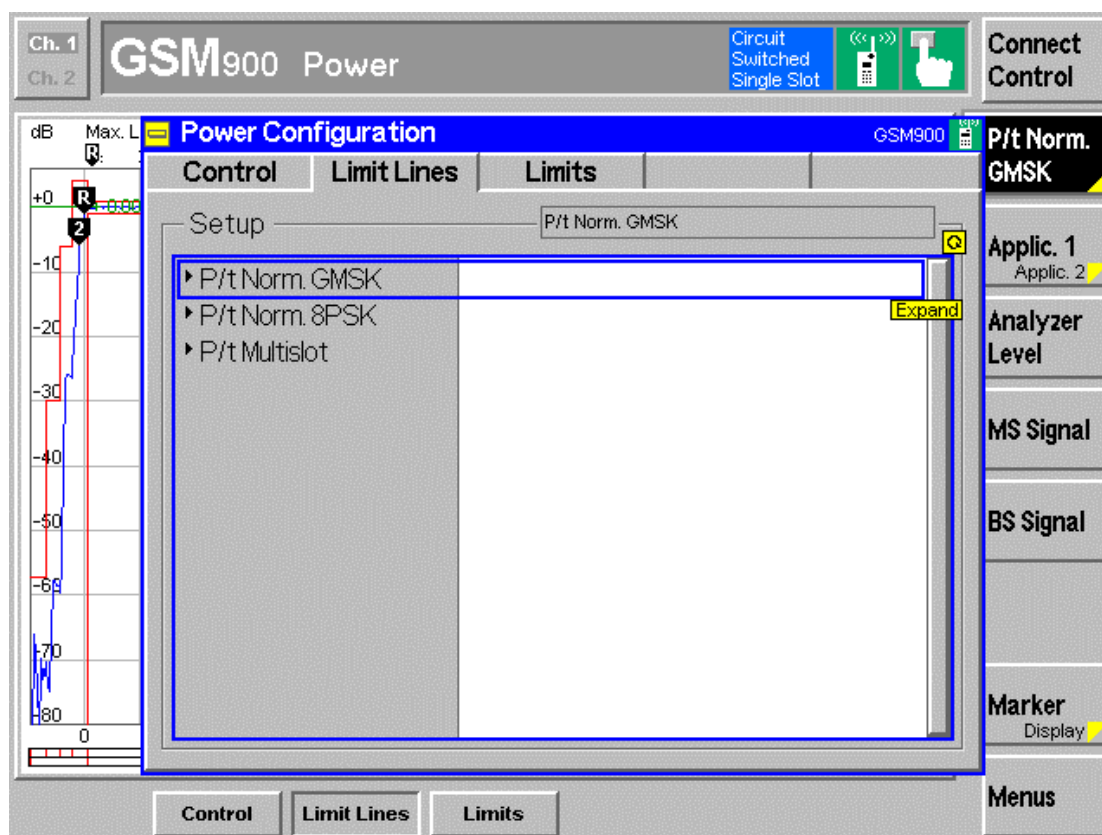 Ch. 1
Ch. 2
GSM900 Power
Circuit
Switched
Single Slot
Connect
Control
dB Max. L
R:
+0
R
2
-10
-20
-30
-40
-50
-60
-70
-80
0
Power Configuration
GSM900
Control
Limit Lines
Limits
Setup
P/t Norm. GMSK
P/t Norm. GMSK
Expand
P/t Norm. 8PSK
P/t Multislot
P/t Norm.
GMSK
Applic. 1
Applic. 2
Analyzer
Level
MS Signal
BS Signal
Marker
Display
Menus
Control
Limit Lines
Limits